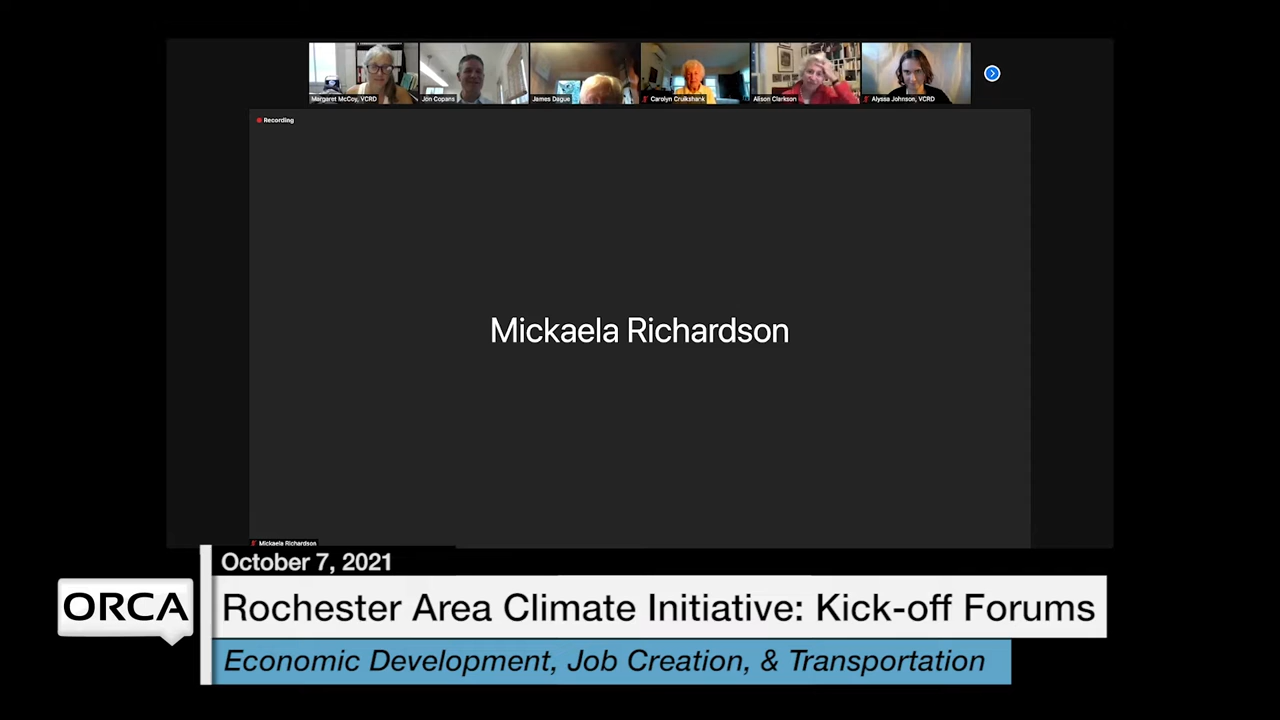 Margaret McCoy, VCRD
Jon Copans
James Dague
Carolyn Cruikshank
Alison Clarkson
Alyssa Johnson, VCRD
Recording
Mickaela Richardson
Mickaela Richardson
October 7, 2021
ORCA
Rochester Area Climate Initiative: Kick-off Forums
Economic Development, Job Creation, & Transportation